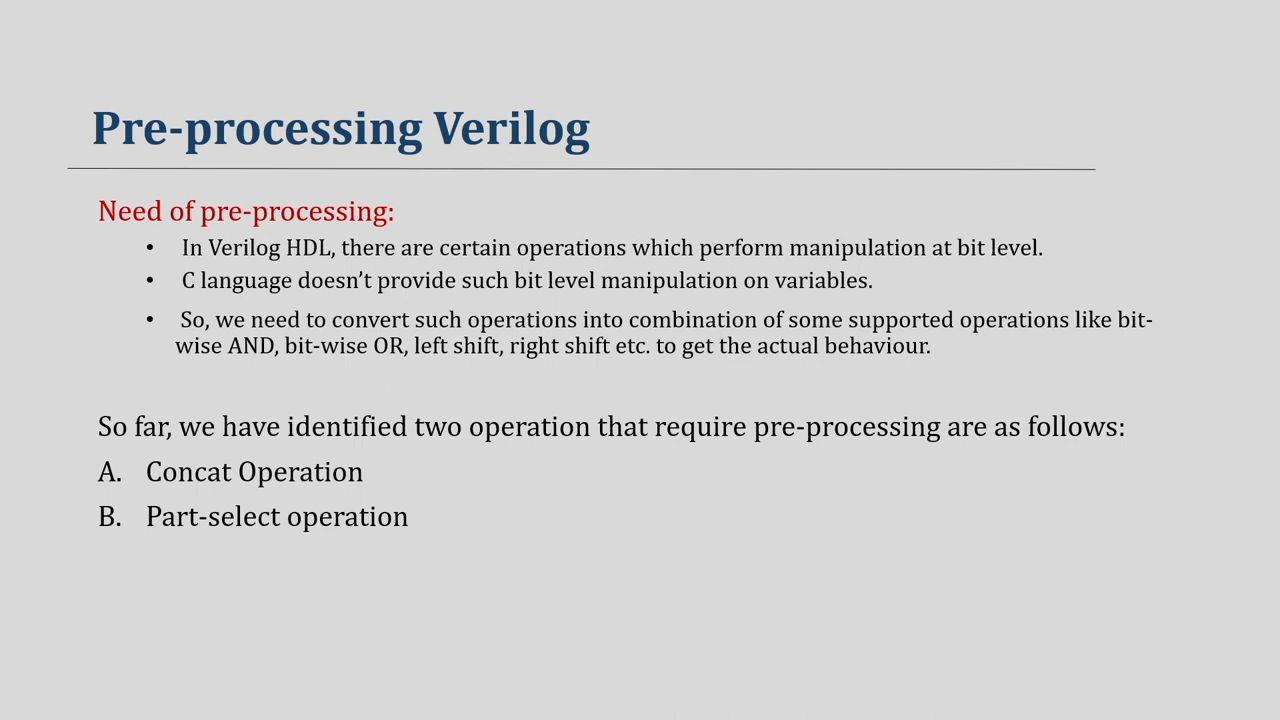 Pre-processing Verilog
Need of pre-processing:
• In Verilog HDL, there are certain operations which perform manipulation at bit level.
• C language doesn’t provide such bit level manipulation on variables.
• So, we need to convert such operations into combination of some supported operations like bit-
wise AND, bit-wise OR, left shift, right shift etc. to get the actual behaviour.
So far, we have identified two operation that require pre-processing are as follows:
A. Concat Operation
B. Part-select operation